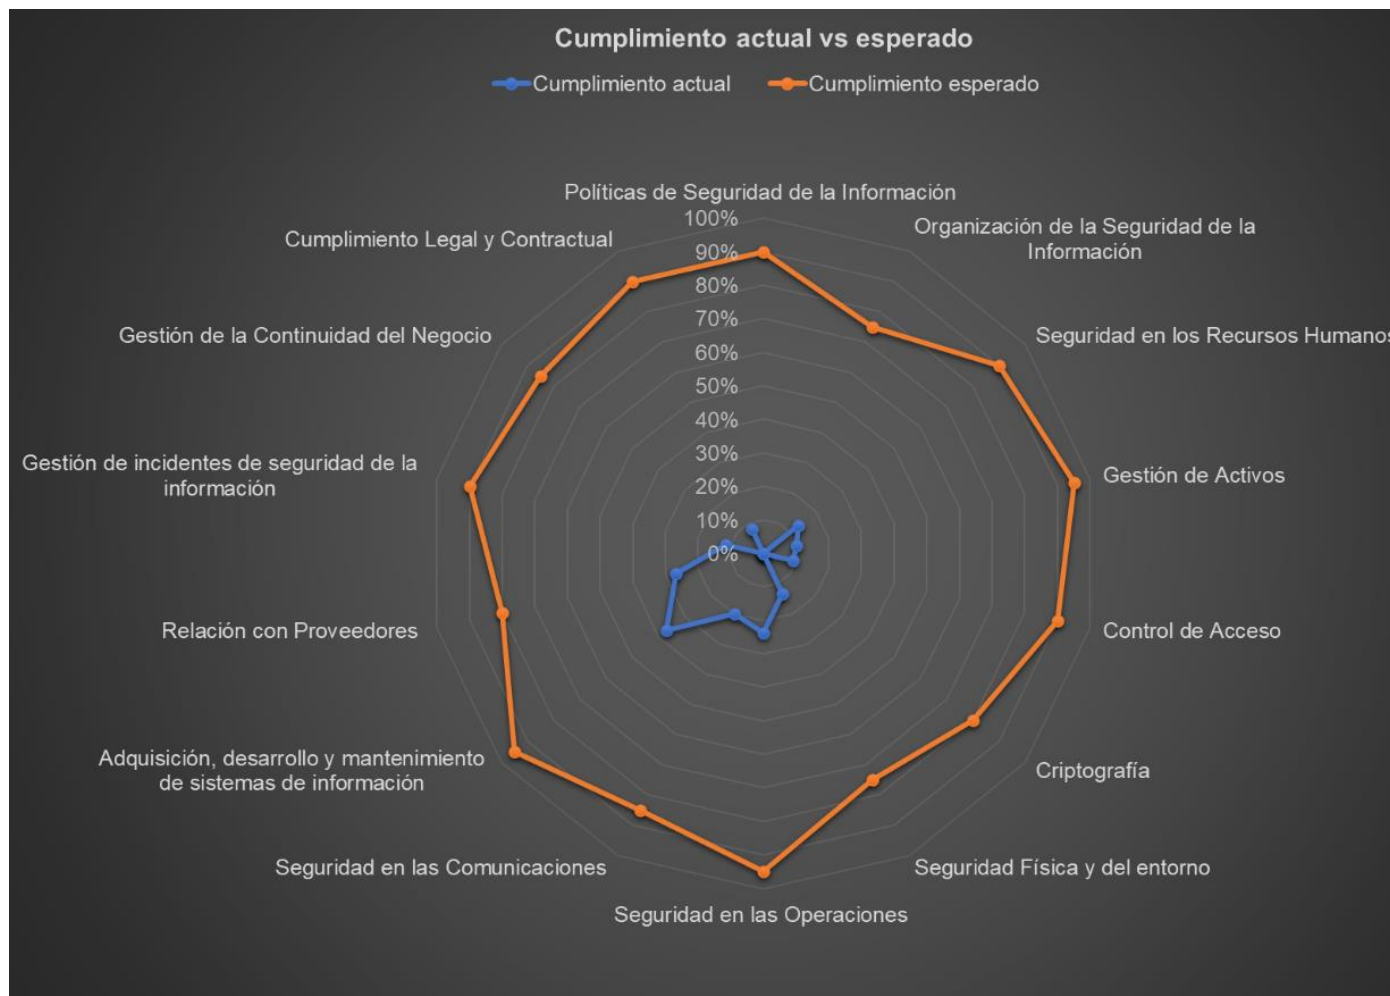 Cumplimiento actual vs esperado
Cumplimiento actual
Cumplimiento esperado
Políticas de Seguridad de la Información
Organización de la Seguridad de la
Información
Seguridad en los Recursos Humanos
Gestión de Activos
Control de Acceso
Criptografía
Seguridad Física y del entorno
Seguridad en las Operaciones
Seguridad en las Comunicaciones
Adquisición, desarrollo y mantenimiento
de sistemas de información
Relación con Proveedores
Gestión de incidentes de seguridad de la
información
Gestión de la Continuidad del Negocio
Cumplimiento Legal y Contractual
100%
90%
80%
70%
60%
50%
40%
30%
20%
10%
0%